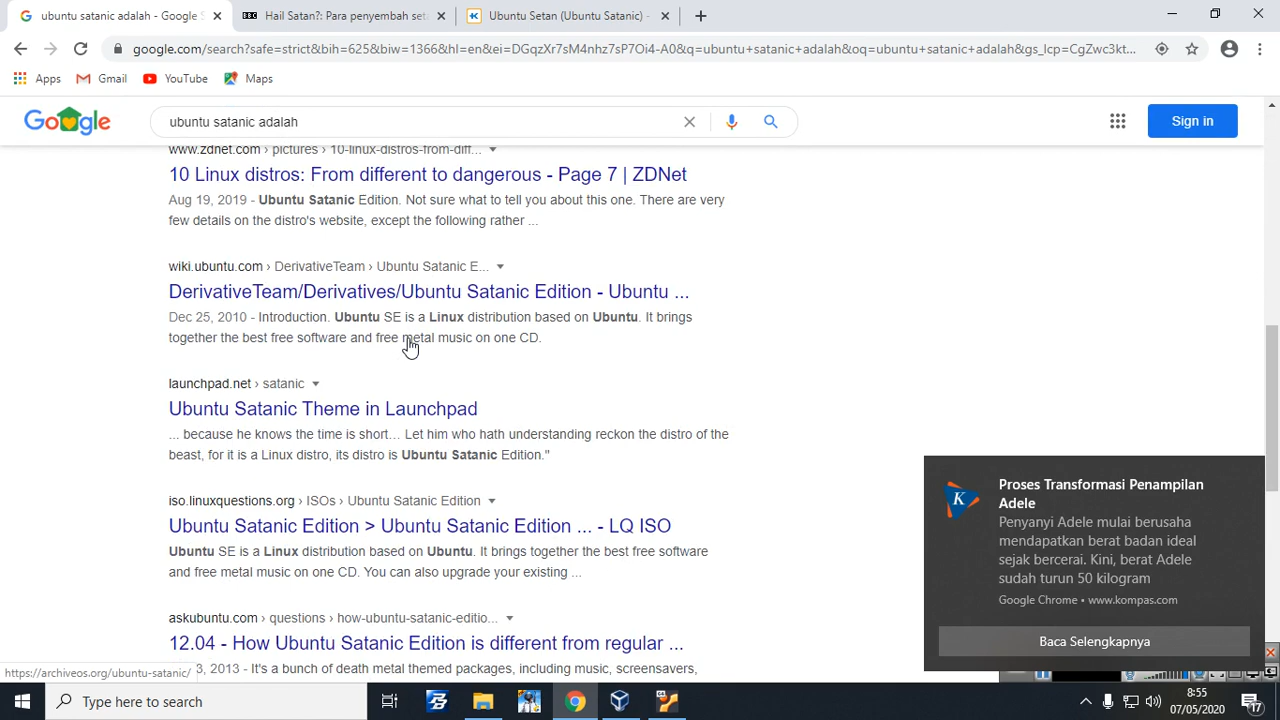 ubuntu satanic adalah - Google S
Hail Satan?: Para penyembah seta
Ubuntu Setan (Ubuntu Satanic) -
google.com/search?safe=strict&bih=625&biw=1366&hl=en&ei=DGqzXr7sM4nhz7sP7Oi4-A0&q=ubuntu+satanic+adalah&oq=ubuntu+satanic+adalah&gs_lcp=CgZwc3kt...
Apps Gmail YouTube Maps
Google
ubuntu satanic adalah
Sign in
www.zdnet.com › pictures › 10-linux-distros-from-diff...
10 Linux distros: From different to dangerous - Page 7 | ZDNet
Aug 19, 2019 - Ubuntu Satanic Edition. Not sure what to tell you about this one. There are very
few details on the distro's website, except the following rather ...
wiki.ubuntu.com › DerivativeTeam › Ubuntu Satanic E...
DerivativeTeam/Derivatives/Ubuntu Satanic Edition - Ubuntu ...
Dec 25, 2010 - Introduction. Ubuntu SE is a Linux distribution based on Ubuntu. It brings
together the best free software and free metal music on one CD.
launchpad.net › satanic
Ubuntu Satanic Theme in Launchpad
... because he knows the time is short... Let him who hath understanding reckon the distro of the
beast, for it is a Linux distro, its distro is Ubuntu Satanic Edition."
iso.linuxquestions.org › ISOs › Ubuntu Satanic Edition
Ubuntu Satanic Edition > Ubuntu Satanic Edition ... - LQ ISO
Ubuntu SE is a Linux distribution based on Ubuntu. It brings together the best free software
and free metal music on one CD. You can also upgrade your existing ...
askubuntu.com › questions › how-ubuntu-satanic-editio...
12.04 - How Ubuntu Satanic Edition is different from regular ...
3, 2013 - It's a bunch of death metal themed packages, including music, screensavers,
https://archiveos.org/ubuntu-satanic/
K
Proses Transformasi Penampilan
Adele
Penyanyi Adele mulai berusaha
mendapatkan berat badan ideal
sejak bercerai. Kini, berat Adele
sudah turun 50 kilogram
Google Chrome • www.kompas.com
Baca Selengkapnya
Type here to search
8:55
07/05/2020
17